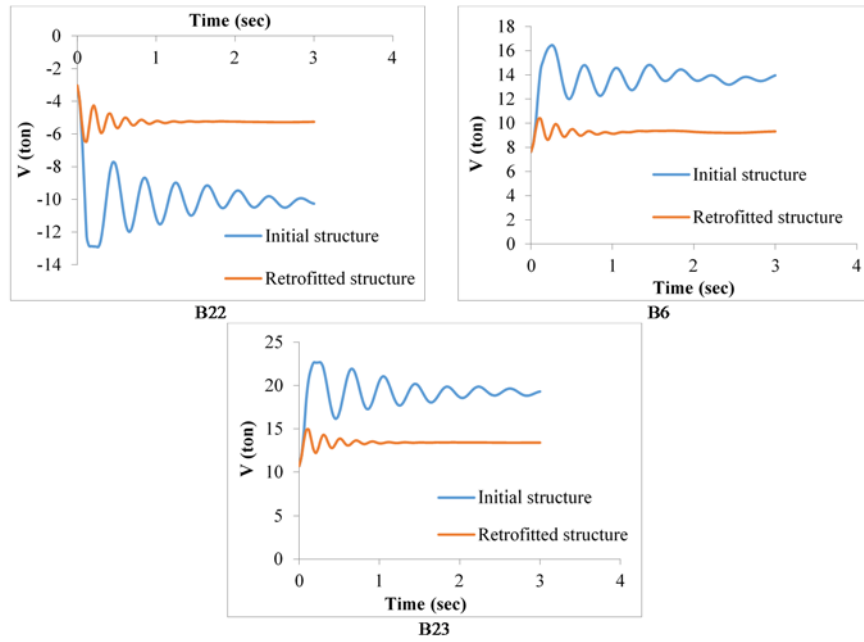 Time (sec)
0 1 2 3 4
0
-2
-4
-6
-8
-10
-12
-14
V (ton)
Initial structure
Retrofitted structure
B22
18
16
14
12
10
8
6
4
2
0
V (ton)
Initial structure
Retrofitted structure
0 1 2 3 4
Time (sec)
B6
25
20
15
10
5
0
V (ton)
Initial structure
Retrofitted structure
0 1 2 3 4
Time (sec)
B23